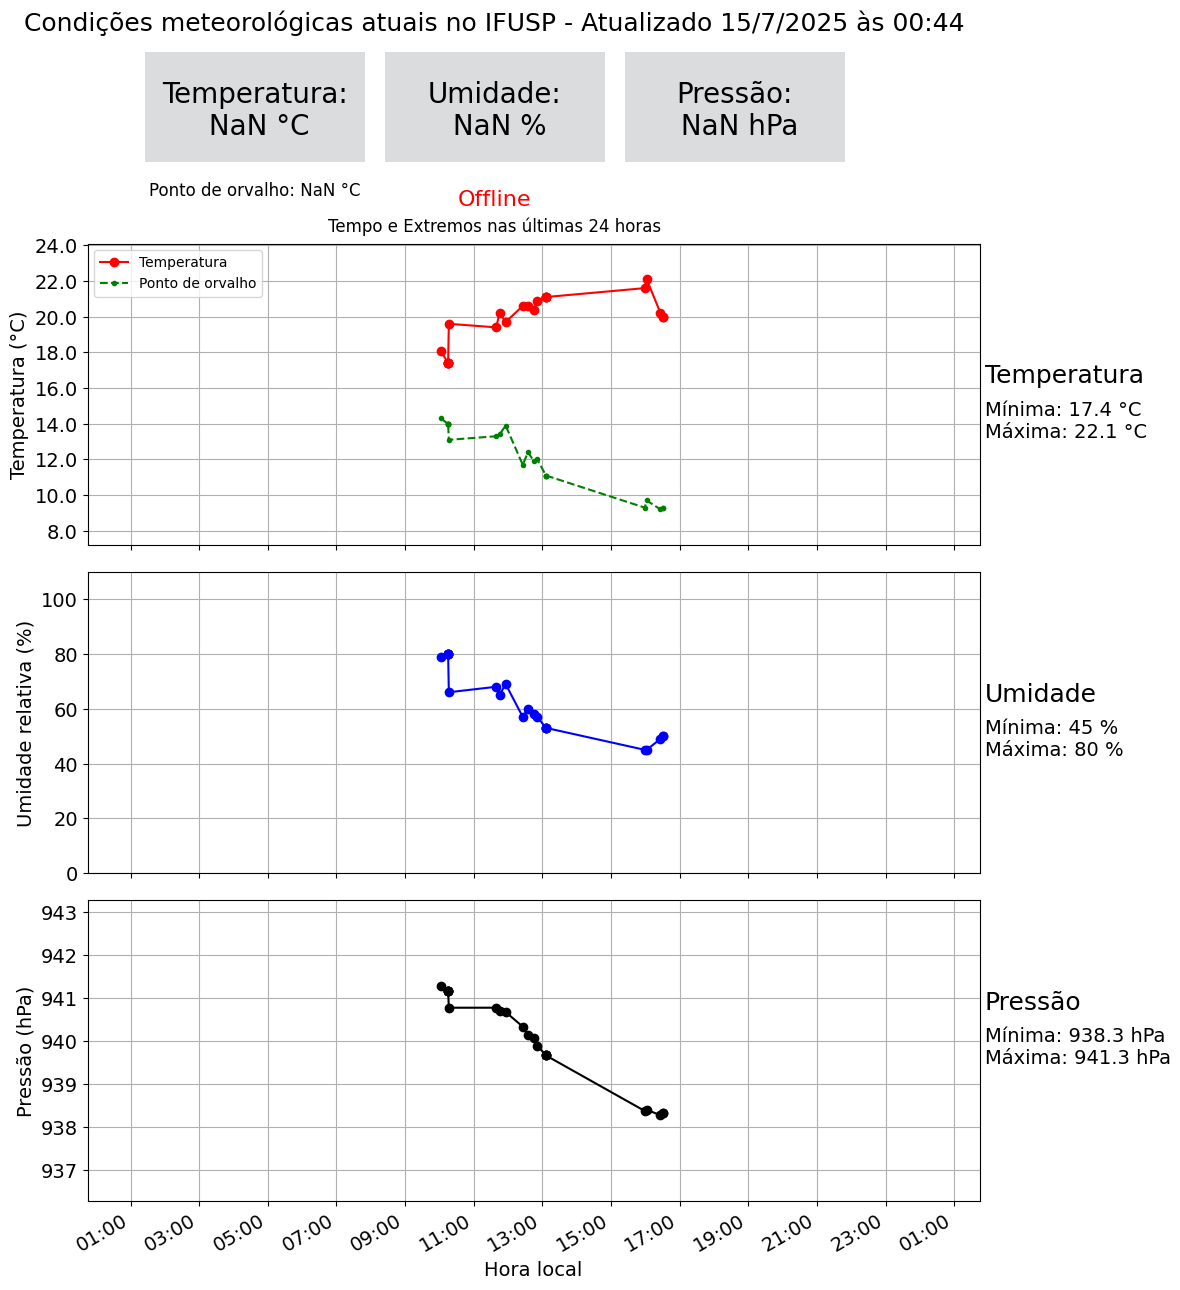 Condições meteorológicas atuais no IFUSP - Atualizado 15/7/2025 às 00:44
Temperatura:
NaN °C
Umidade:
NaN %
Pressão:
NaN hPa
Ponto de orvalho: NaN °C
Offline
Tempo e Extremos nas últimas 24 horas
Temperatura
Ponto de orvalho
Temperatura (°C)
24.0
22.0
20.0
18.0
16.0
14.0
12.0
10.0
8.0
Temperatura
Mínima: 17.4 °C
Máxima: 22.1 °C
Umidade relativa (%)
100
80
60
40
20
0
Umidade
Mínima: 45 %
Máxima: 80 %
Pressão (hPa)
943
942
941
940
939
938
937
Pressão
Mínima: 938.3 hPa
Máxima: 941.3 hPa
01:00 03:00 05:00 07:00 09:00 11:00 13:00 15:00 17:00 19:00 21:00 23:00 01:00
Hora local